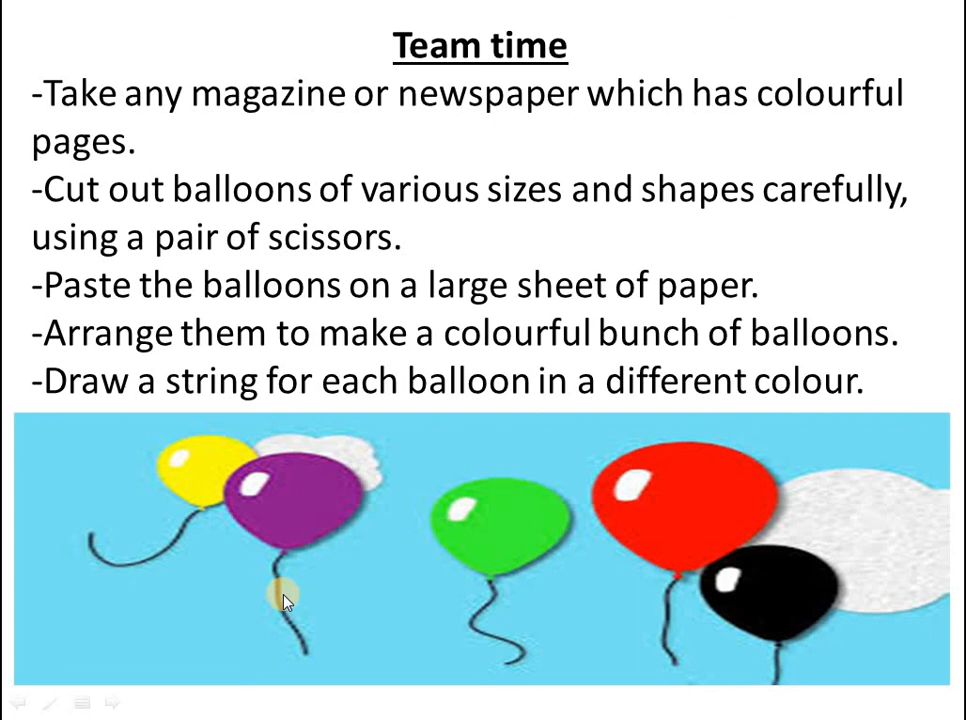 Team time
-Take any magazine or newspaper which has colourful
pages.
-Cut out balloons of various sizes and shapes carefully,
using a pair of scissors.
-Paste the balloons on a large sheet of paper.
-Arrange them to make a colourful bunch of balloons.
-Draw a string for each balloon in a different colour.